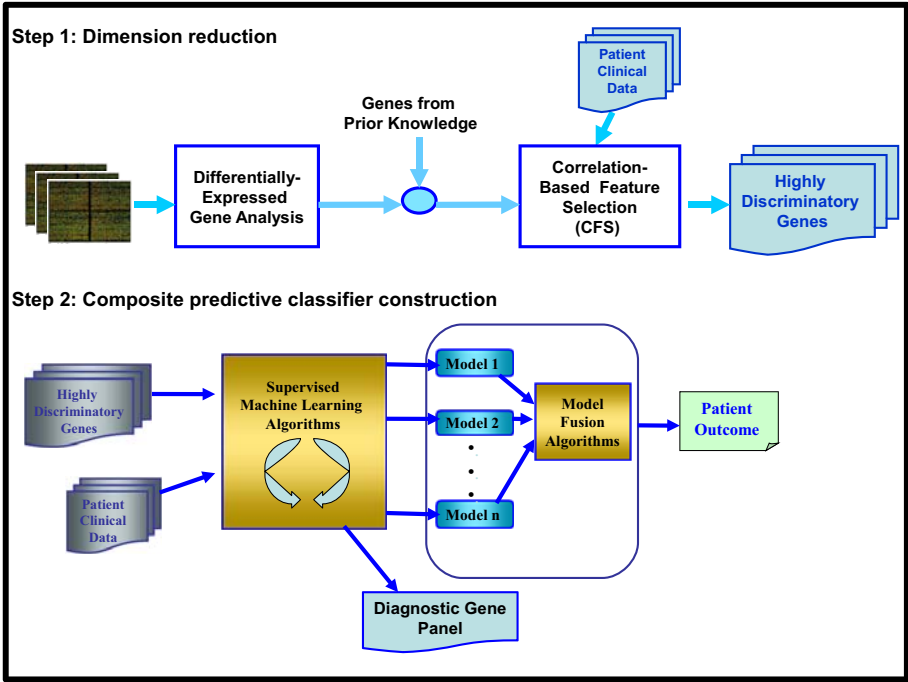 Step 1: Dimension reduction
Patient
Clinical
Data
Genes from
Prior Knowledge
Differentially-
Expressed
Gene Analysis
Correlation-
Based Feature
Selection
(CFS)
Highly
Discriminatory
Genes
Step 2: Composite predictive classifier construction
Highly
Discriminatory
Genes
Patient
Clinical
Data
Supervised
Machine Learning
Algorithms
Model 1
Model 2
Model n
Model
Fusion
Algorithms
Patient
Outcome
Diagnostic Gene
Panel